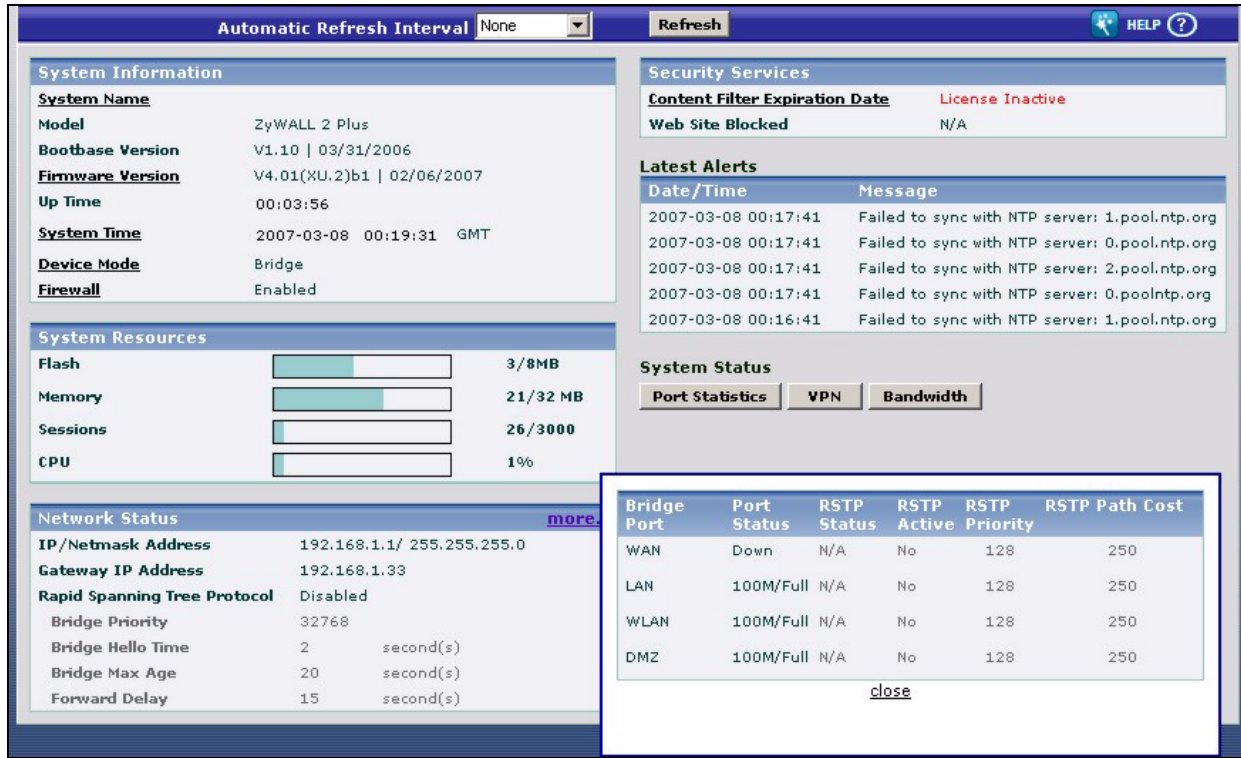 Automatic Refresh Interval None Refresh HELP ?
System Information
System Name
Model ZyWALL 2 Plus
Bootbase Version V1.10 | 03/31/2006
Firmware Version V4.01(XU.2)b1 | 02/06/2007
Up Time 00:03:56
System Time 2007-03-08 00:19:31 GMT
Device Mode Bridge
Firewall Enabled
System Resources
Flash 3/8MB
Memory 21/32 MB
Sessions 26/3000
CPU 1%
Network Status more.
IP/Netmask Address 192.168.1.1/ 255.255.255.0
Gateway IP Address 192.168.1.33
Rapid Spanning Tree Protocol Disabled
Bridge Priority 32768
Bridge Hello Time 2 second(s)
Bridge Max Age 20 second(s)
Forward Delay 15 second(s)
Security Services
Content Filter Expiration Date License Inactive
Web Site Blocked N/A
Latest Alerts
Date/Time Message
2007-03-08 00:17:41 Failed to sync with NTP server: 1.pool.ntp.org
2007-03-08 00:17:41 Failed to sync with NTP server: 0.pool.ntp.org
2007-03-08 00:17:41 Failed to sync with NTP server: 2.pool.ntp.org
2007-03-08 00:17:41 Failed to sync with NTP server: 0.poolntp.org
2007-03-08 00:16:41 Failed to sync with NTP server: 1.pool.ntp.org
System Status
Port Statistics VPN Bandwidth
Bridge Port Port Status RSTP Status RSTP Active RSTP Priority RSTP Path Cost
WAN Down N/A No 128 250
LAN 100M/Full N/A No 128 250
WLAN 100M/Full N/A No 128 250
DMZ 100M/Full N/A No 128 250
close